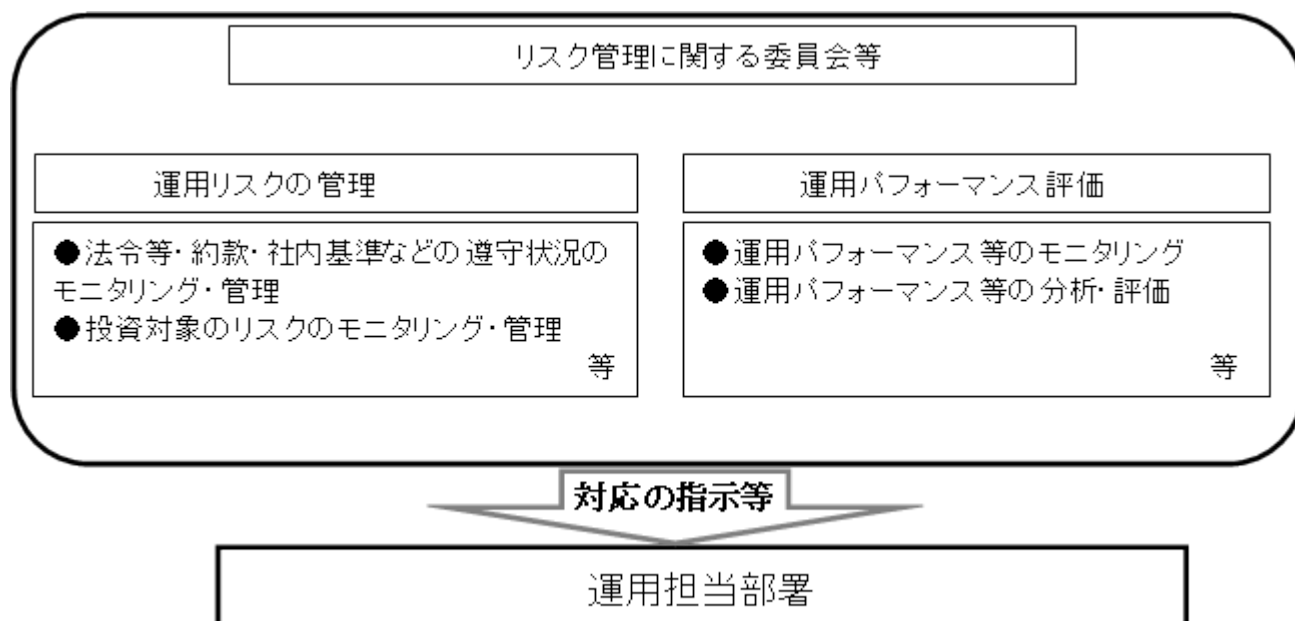 リスク管理に関する委員会等
運用リスクの管理
●法令等・約款・社内基準などの遵守状況の
モニタリング・管理
●投資対象のリスクのモニタリング・管理
等
運用パフォーマンス評価
●運用パフォーマンス等のモニタリング
●運用パフォーマンス等の分析・評価
等
対応の指示等
運用担当部署